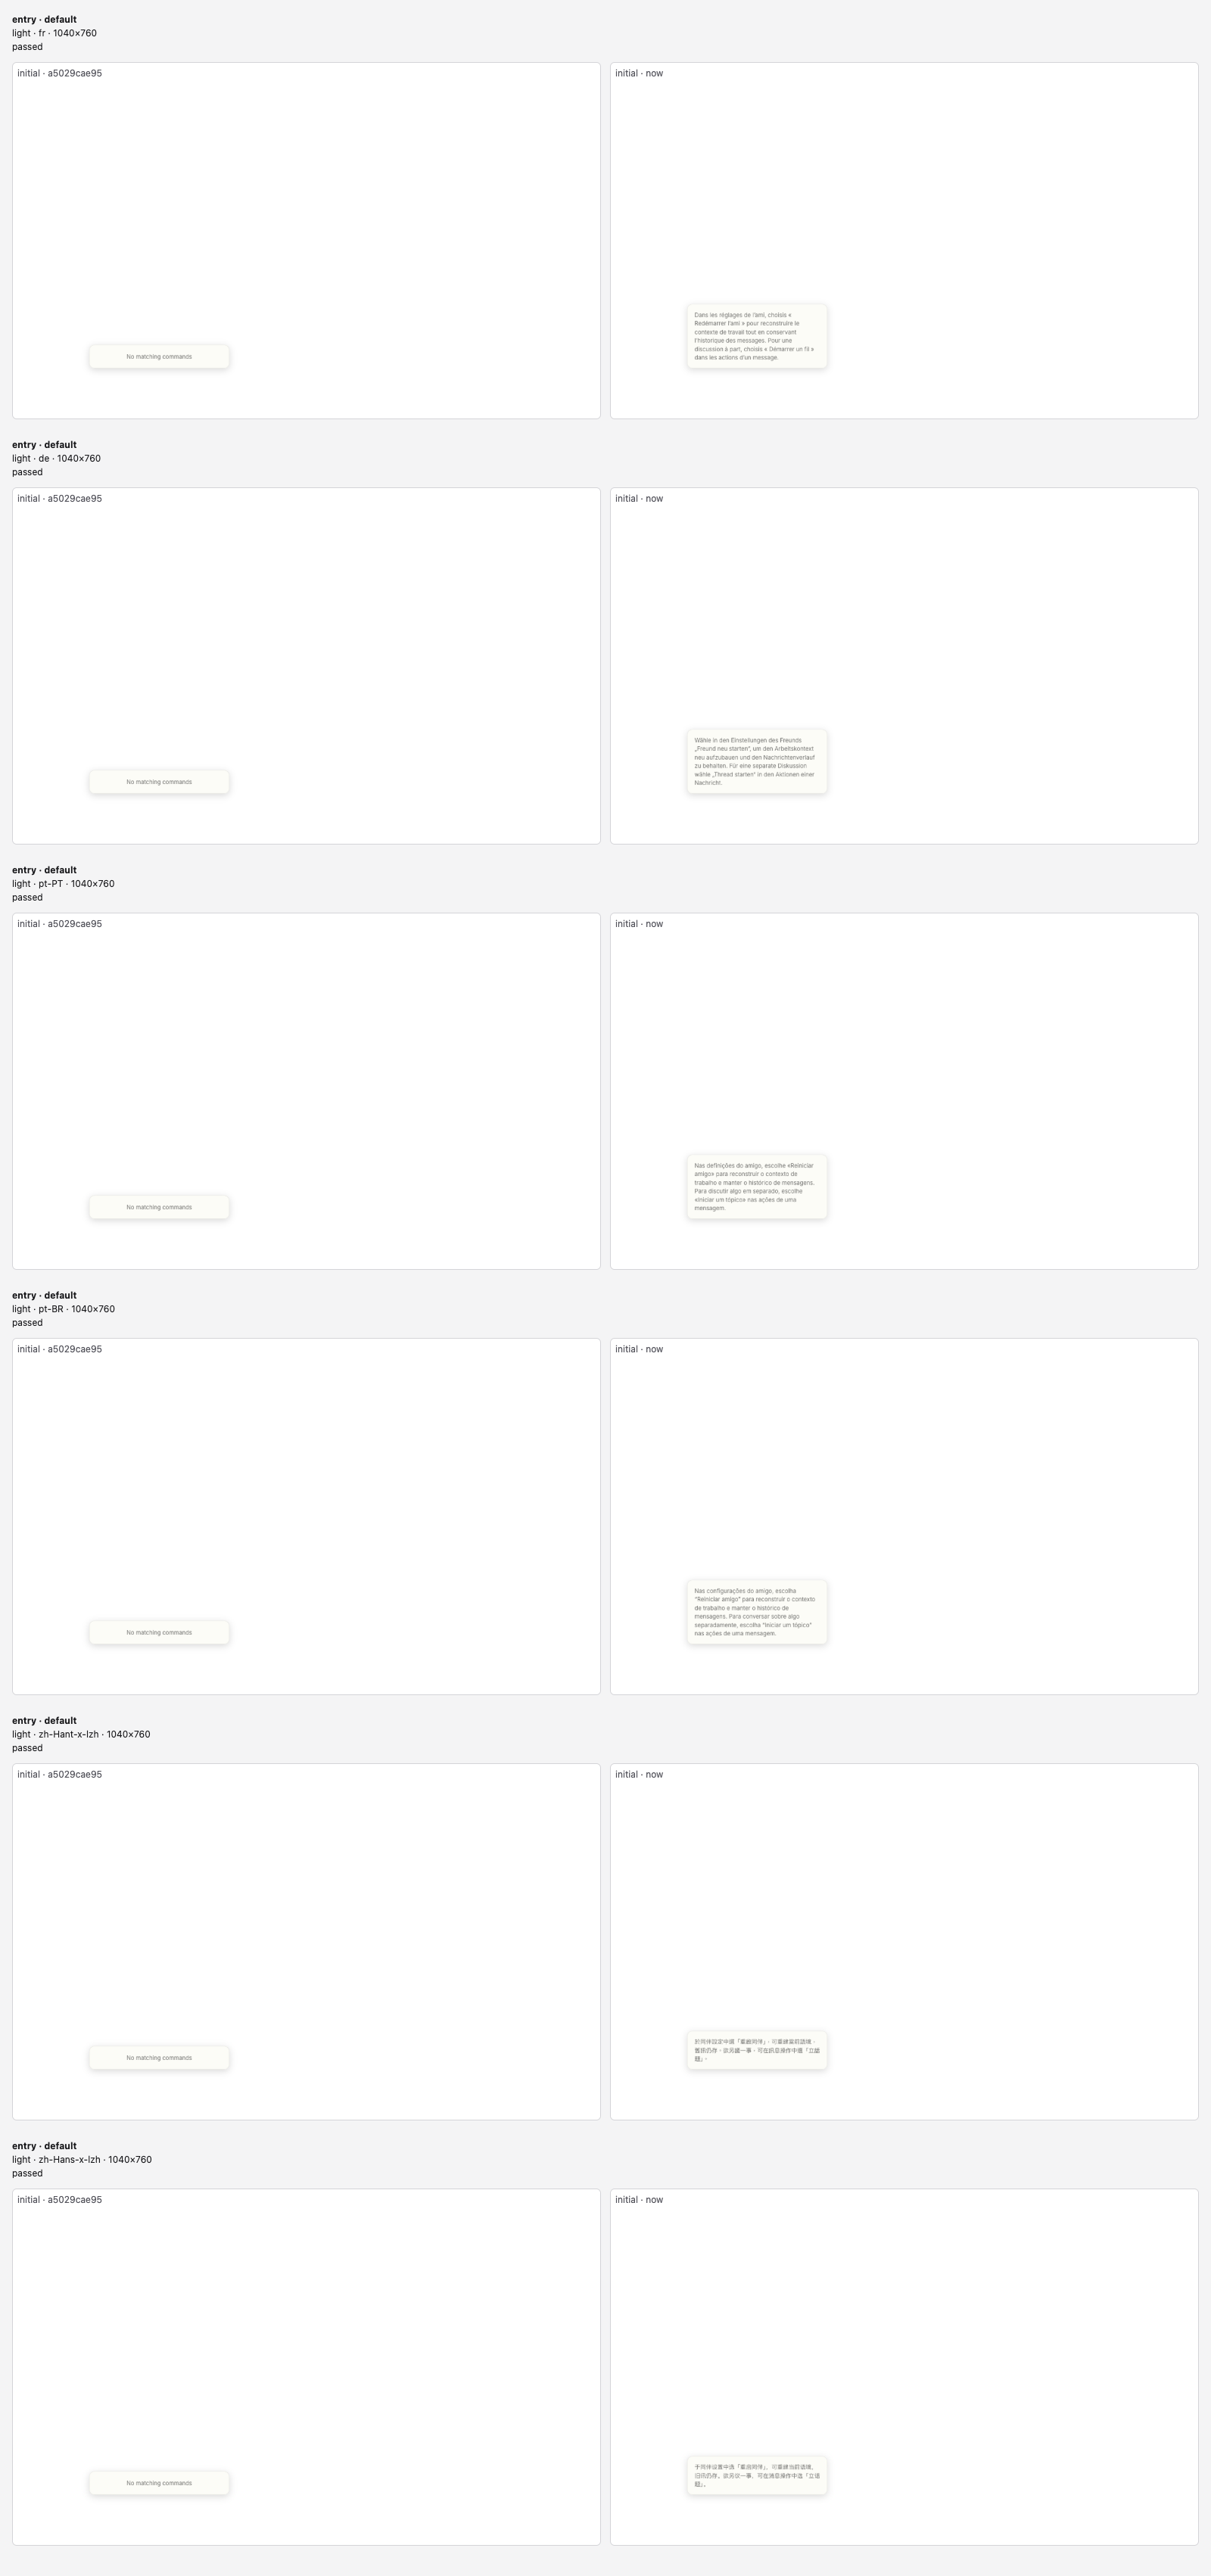 entry · default
light · fr · 1040×760
passed
initial · a5029cae95
No matching commands
initial · now
Dans les réglages de l'ami, choisis «
Redémarrer l'ami » pour reconstruire le
contexte de travail tout en conservant
l'historique des messages. Pour une
discussion à part, choisis « Démarrer un fil »
dans les actions d'un message.
entry · default
light · de · 1040×760
passed
initial · a5029cae95
No matching commands
initial · now
Wähle in den Einstellungen des Freunds
„Freund neu starten“, um den Arbeitskontext
neu aufzubauen und den Nachrichtenverlauf
zu behalten. Für eine separate Diskussion
wähle „Thread starten“ in den Aktionen einer
Nachricht.
entry · default
light · pt-PT · 1040×760
passed
initial · a5029cae95
No matching commands
initial · now
Nas definições do amigo, escolhe «Reiniciar
amigo» para reconstruir o contexto de
trabalho e manter o histórico de mensagens.
Para discutir algo em separado, escolhe
«Iniciar um tópico» nas ações de uma
mensagem.
entry · default
light · pt-BR · 1040×760
passed
initial · a5029cae95
No matching commands
initial · now
Nas configurações do amigo, escolha
“Reiniciar amigo” para reconstruir o contexto
de trabalho e manter o histórico de
mensagens. Para conversar sobre algo
separadamente, escolha “Iniciar um tópico”
nas ações de uma mensagem.
entry · default
light · zh-Hant-x-lzh · 1040×760
passed
initial · a5029cae95
No matching commands
initial · now
entry · default
light · zh-Hans-x-lzh · 1040×760
passed
initial · a5029cae95
No matching commands
initial · now